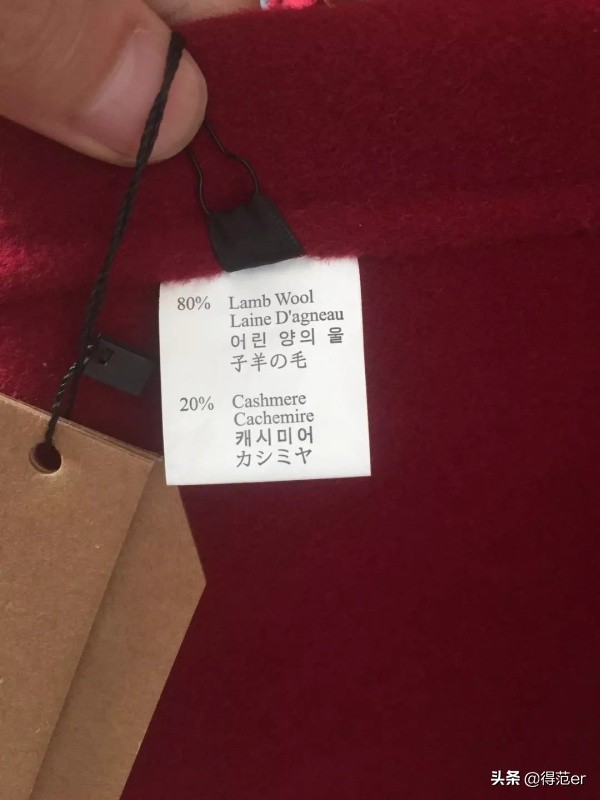 80% Lamb Wool
Laine D'agneau
어린 양의 울
子羊の毛
20% Cashmere
Cachemire
캐시미어
カシミヤ
头条 @得范er